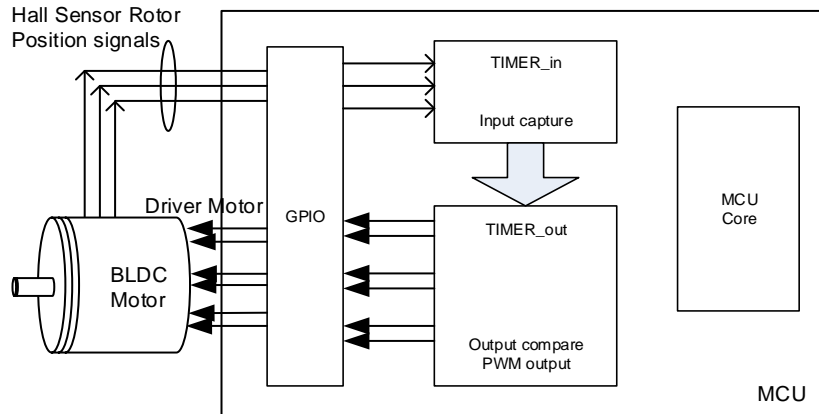 Hall Sensor Rotor
Position signals
TIMER_in
Input capture
MCU
Core
Driver Motor
GPIO
TIMER_out
BLDC
Motor
Output compare
PWM output
MCU